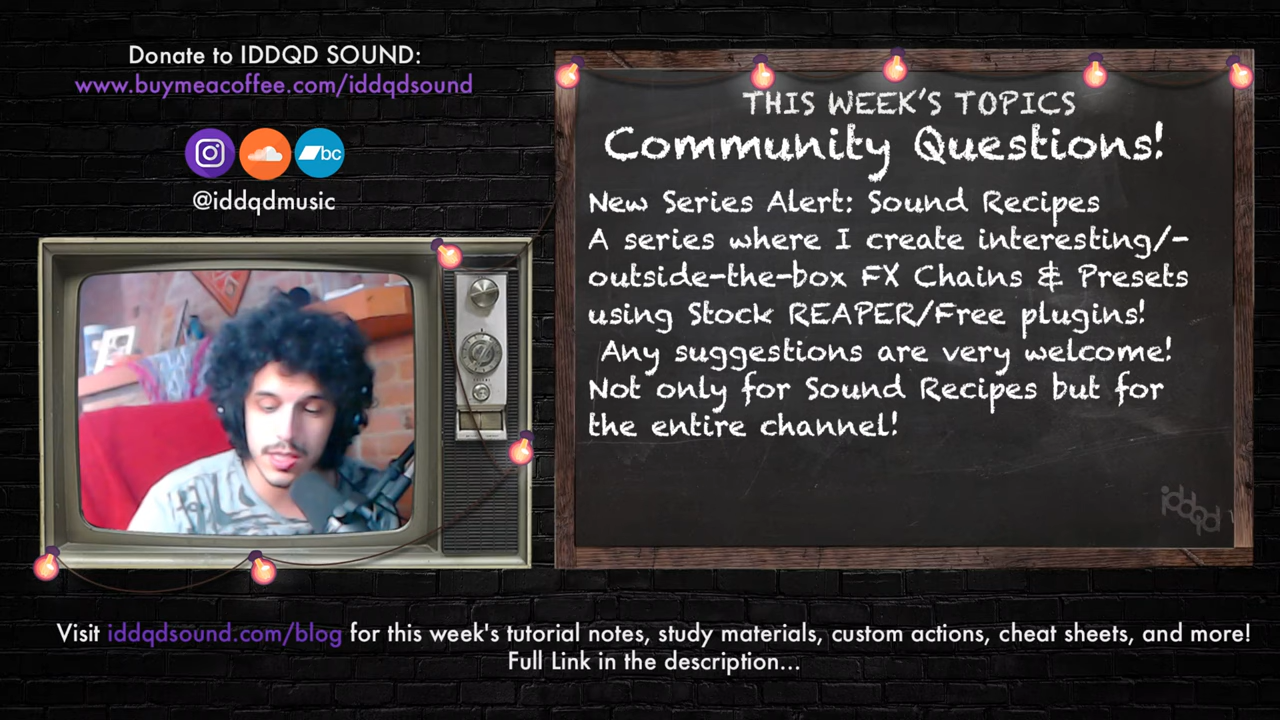 Donate to IDDQD SOUND:
www.buymeacoffee.com/iddqdsound
bc
@iddqdmusic
THIS WEEK'S TOPICS
Community Questions!
New Series Alert: Sound Recipes
A series where I create interesting/-
outside-the-box FX Chains & Presets
using Stock REAPER/Free plugins!
Any suggestions are very welcome!
Not only for Sound Recipes but for
the entire channel!
iddqd
Visit iddqdsound.com/blog for this week's tutorial notes, study materials, custom actions, cheat sheets, and more!
Full Link in the description...